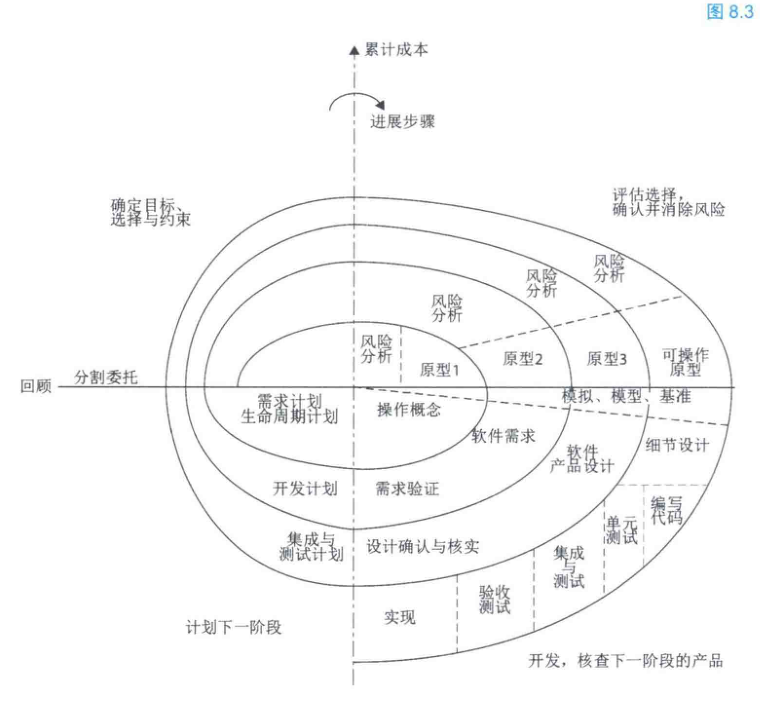 图 8.3
累计成本
进展步骤
确定目标、
选择与约束
评估选择，
确认并消除风险
风险
分析
风险
分析
风险
分析
风险
分析
原型1
原型2
原型3
可操作
原型
回顾
分割委托
模拟、模型、基准
需求计划
生命周期计划
操作概念
软件需求
软件
产品设计
细节设计
开发计划
需求验证
编写
代码
单元
测试
集成与
测试计划
设计确认与核实
集成
与
测试
验收
测试
实现
计划下一阶段
开发，核查下一阶段的产品